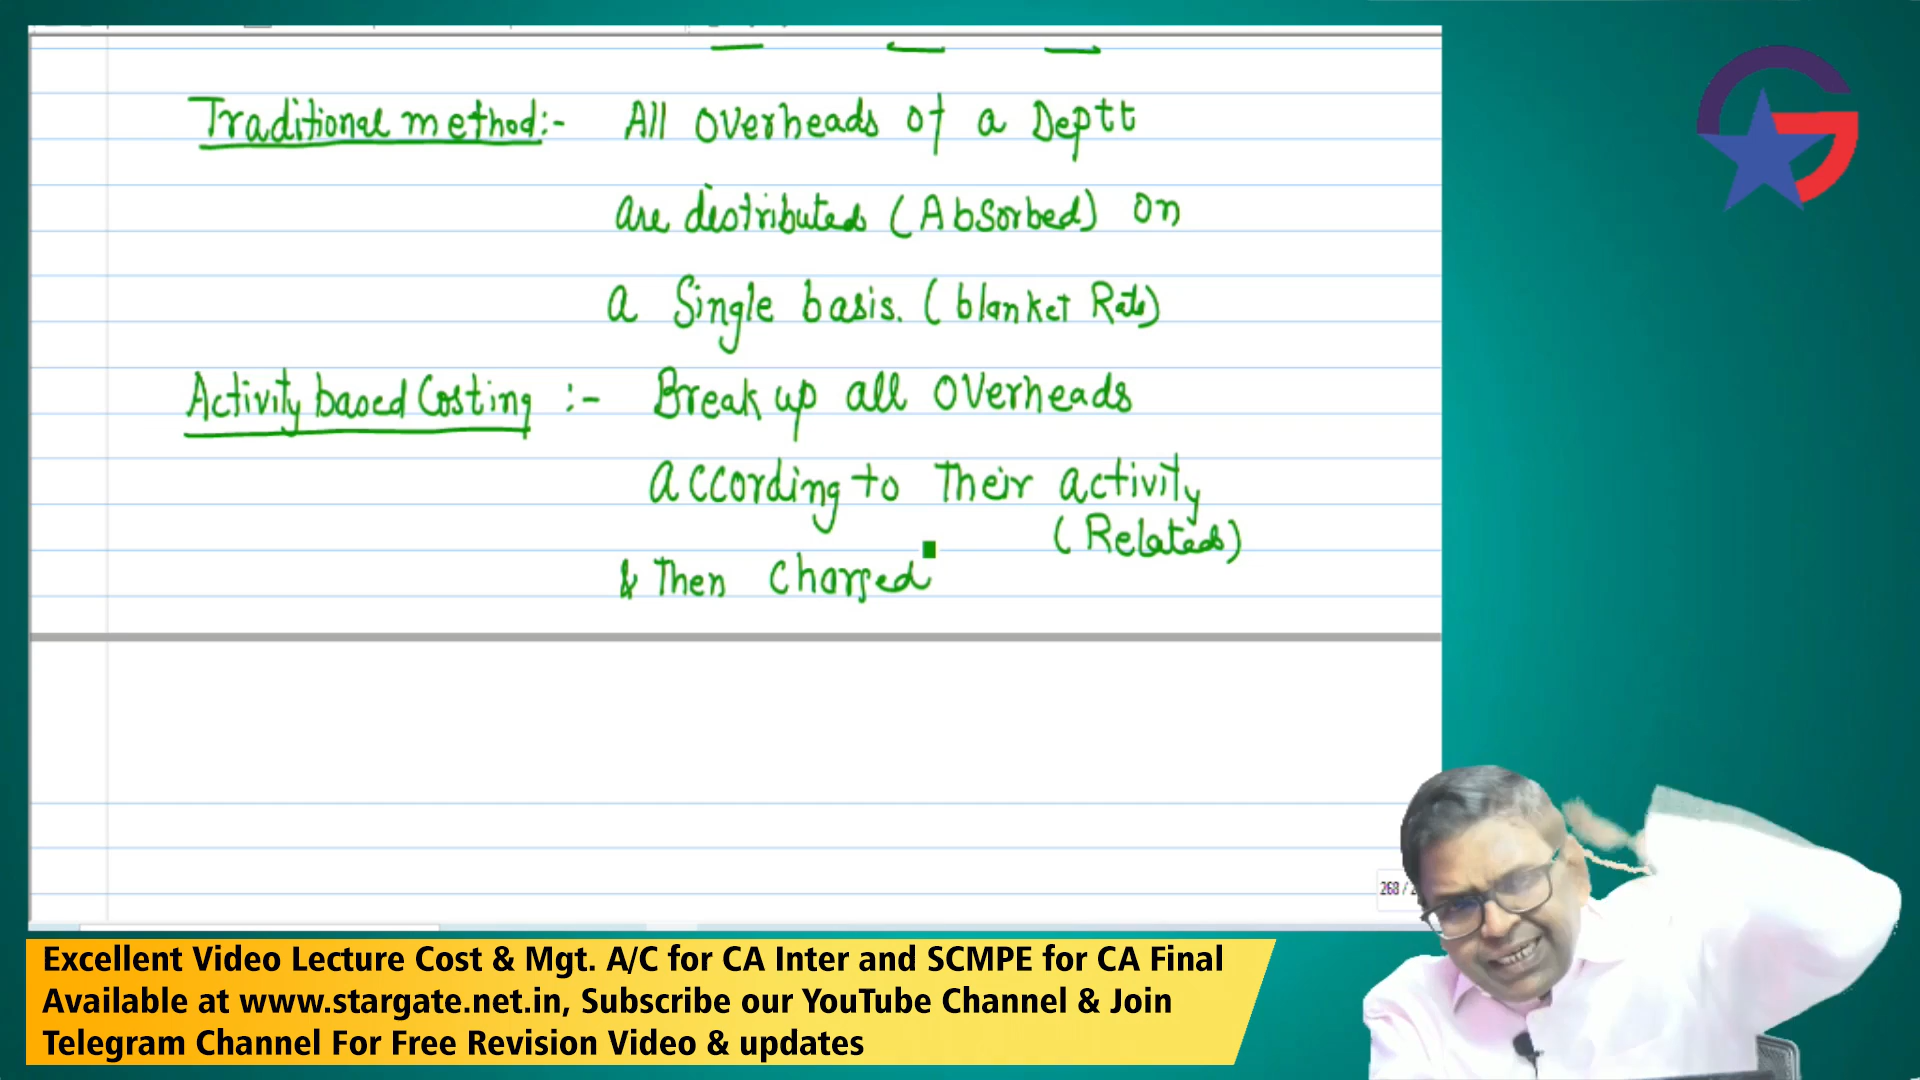 Traditional method:- All Overheads of a Deptt
are distributed (Absorbed) on
a Single basis. (blanket Rate)
Activity based Costing :- Break up all Overheads
according to Their activity
(Related)
& Then Charged
268 / 2
Excellent Video Lecture Cost & Mgt. A/C for CA Inter and SCMPE for CA Final
Available at www.stargate.net.in, Subscribe our YouTube Channel & Join
Telegram Channel For Free Revision Video & updates